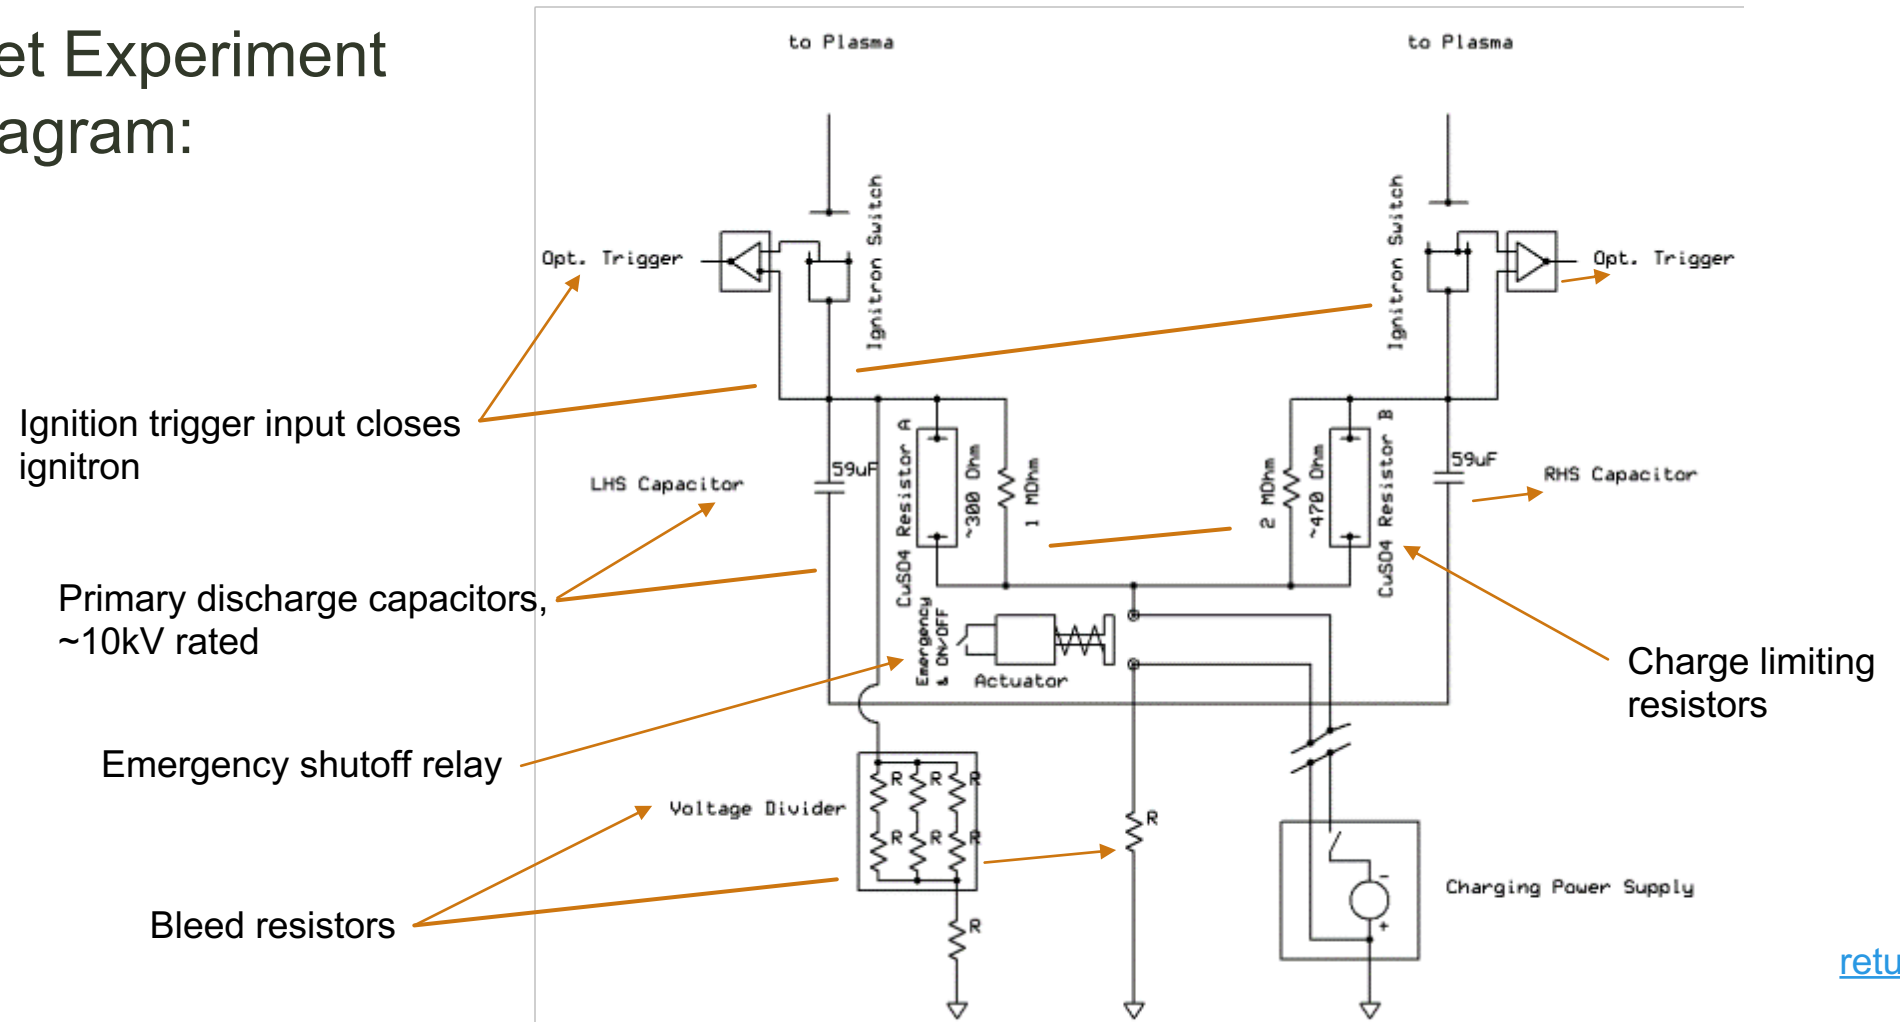 et Experiment
agram:
to Plasma
to Plasma
Ignitron Switch
Ignitron Switch
Opt. Trigger
Opt. Trigger
Ignition trigger input closes
ignitron
LHS Capacitor
59uF
CuSO4 Resistor A
~300 Ohm
1 MOhm
2 MOhm
~470 Ohm
CuSO4 Resistor B
59uF
RHS Capacitor
Primary discharge capacitors,
~10kV rated
Emergency
& ON/OFF
Actuator
Charge limiting
resistors
Emergency shutoff relay
Voltage Divider
R
R
R
R
R
R
R
R
-
+
Charging Power Supply
Bleed resistors
retu